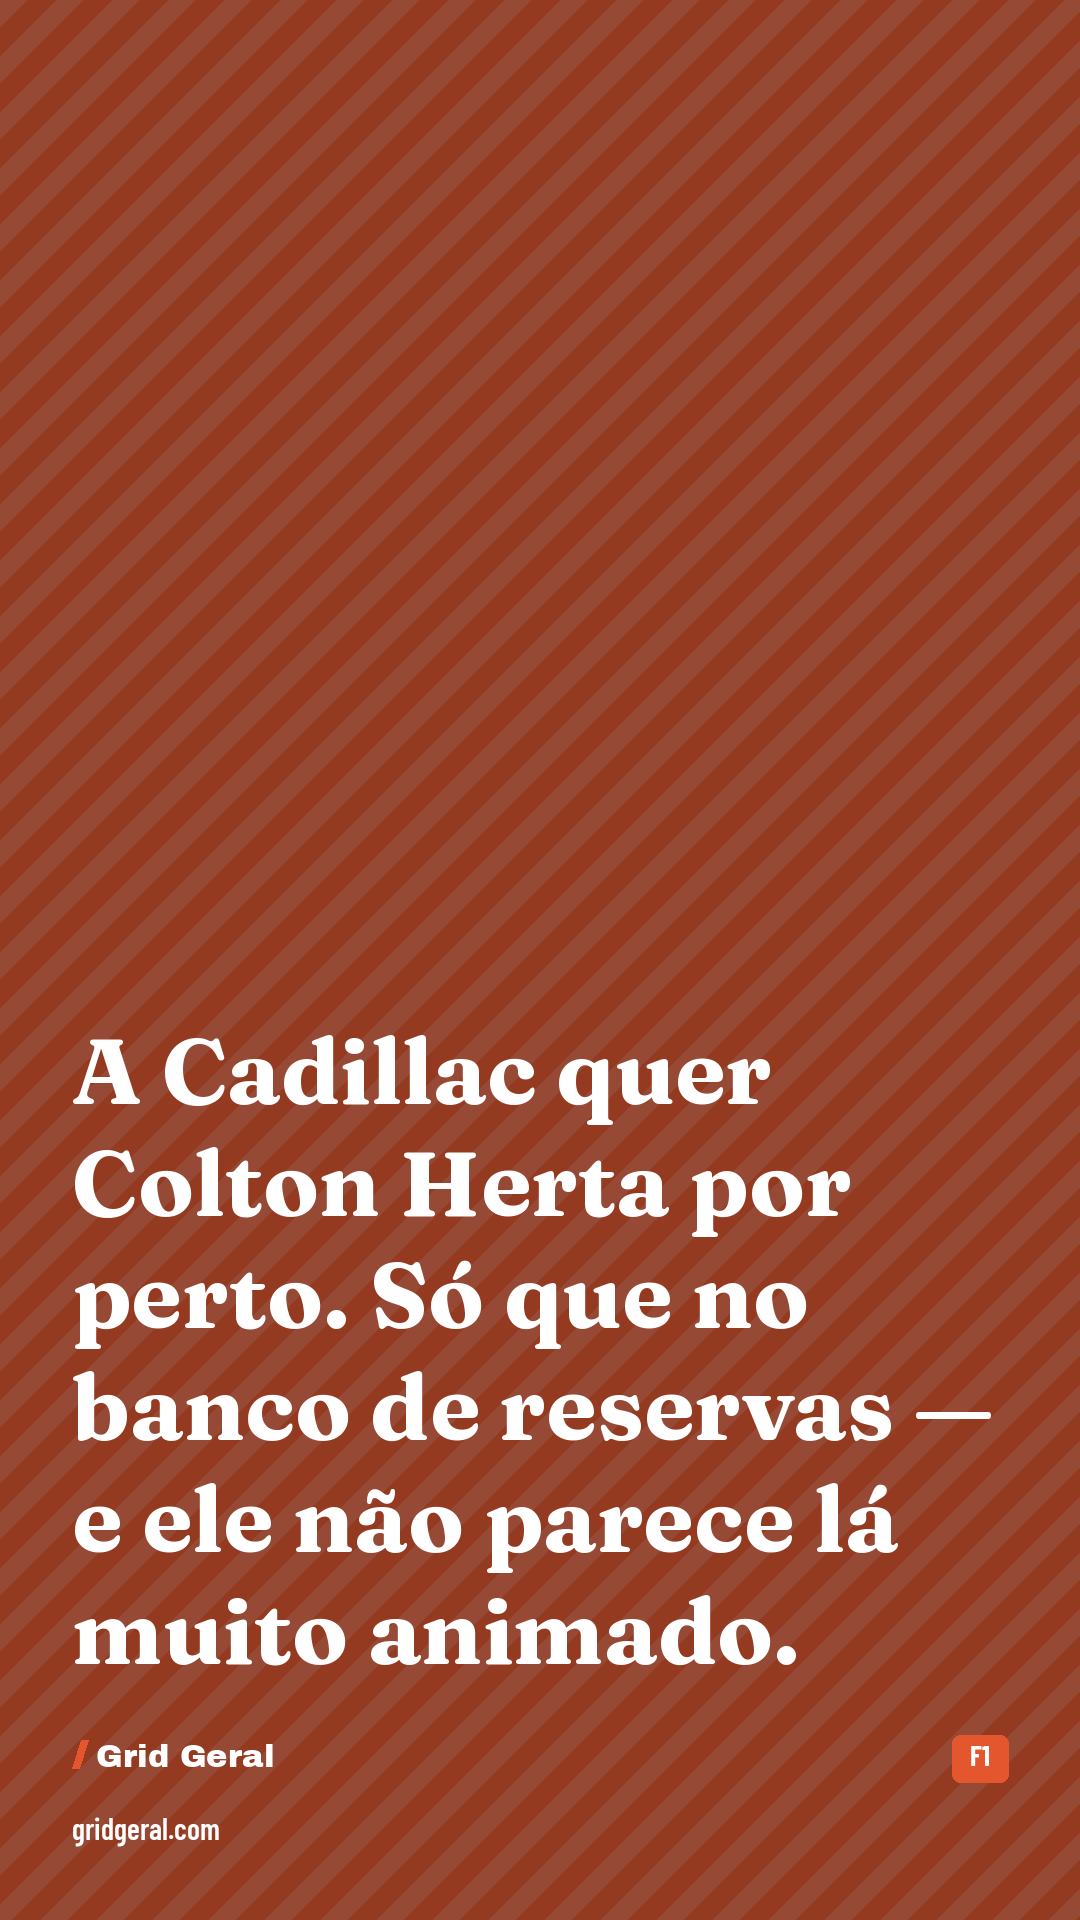 A Cadillac quer
Colton Herta por
perto. Só que no
banco de reservas —
e ele não parece lá
muito animado.
/ Grid Geral
F1
gridgeral.com